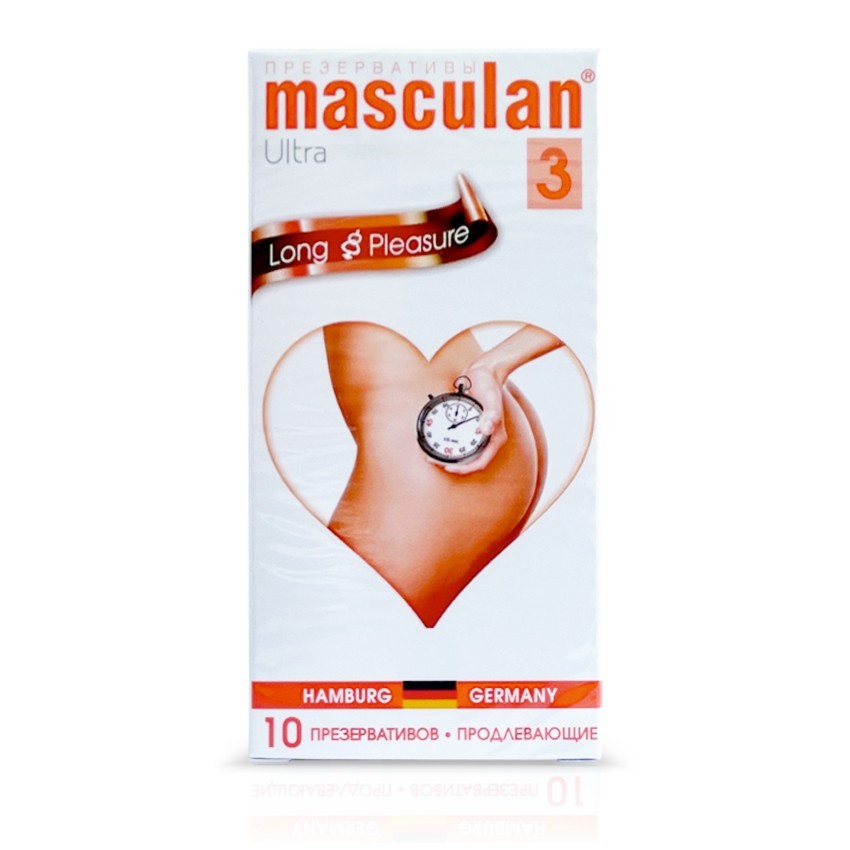 ПРЕЗЕРВАТИВЫ
masculan®
Ultra
3
Long & Pleasure
HAMBURG GERMANY
10 ПРЕЗЕРВАТИВОВ • ПРОДЛЕВАЮЩИЕ